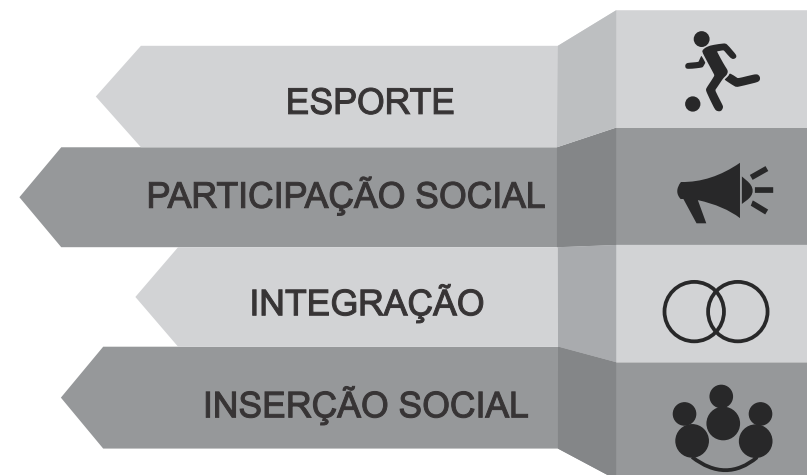 ESPORTE
PARTICIPAÇÃO SOCIAL
INTEGRAÇÃO
INSERÇÃO SOCIAL